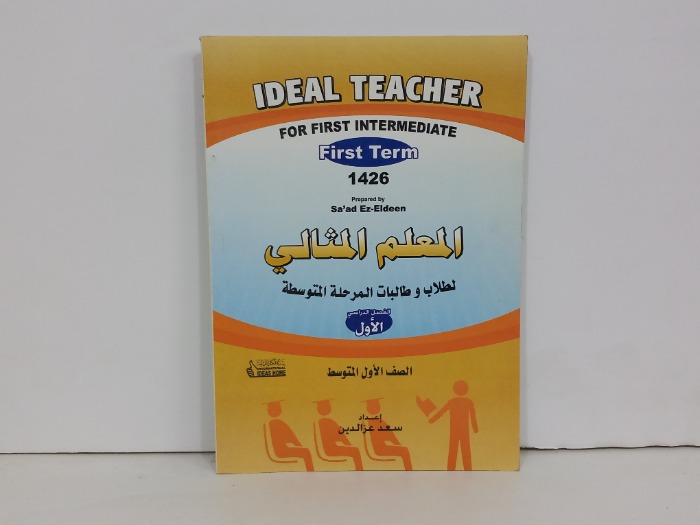 IDEAL TEACHER
FOR FIRST INTERMEDIATE
First Term
1426
Prepared by
Sa'ad Ez-Eldeen
المعلم المثالي
لطلاب و طالبات المرحلة المتوسطة
الفصل الدراسي
الأول
IDEAS HOME
الصف الأول المتوسط
إعداد
سعد عزالدين